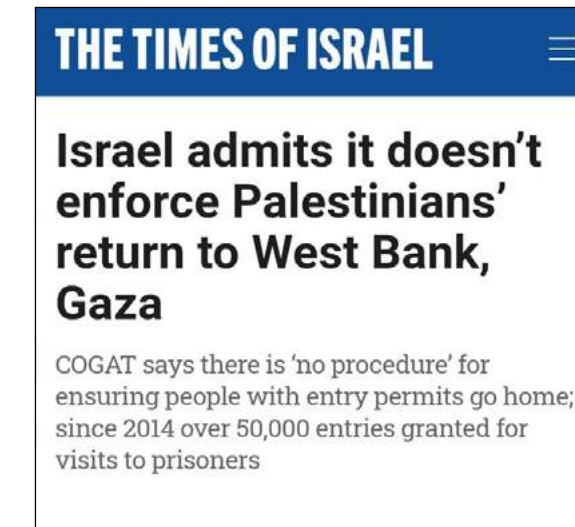 THE TIMES OF ISRAEL
Israel admits it doesn’t
enforce Palestinians’
return to West Bank,
Gaza
COGAT says there is ‘no procedure’ for
ensuring people with entry permits go home;
since 2014 over 50,000 entries granted for
visits to prisoners